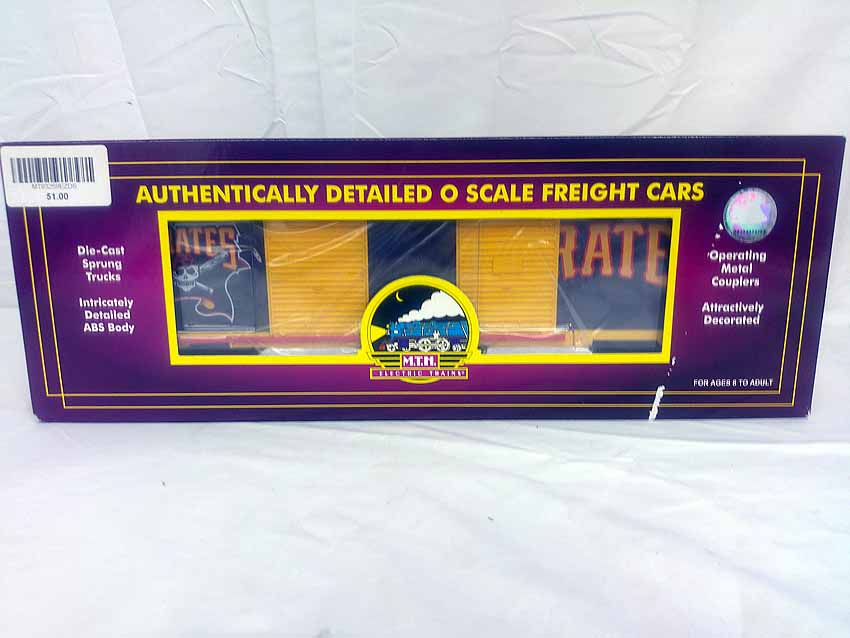 $1.00
AUTHENTICALLY DETAILED O SCALE FREIGHT CARS
Die-Cast
Sprung
Trucks
Intricately
Detailed
ABS Body
ATES
RATE
Operating
Metal
Couplers
Attractively
Decorated
M.T.H.
ELECTRIC TRAINS
FOR AGES 8 TO ADULT